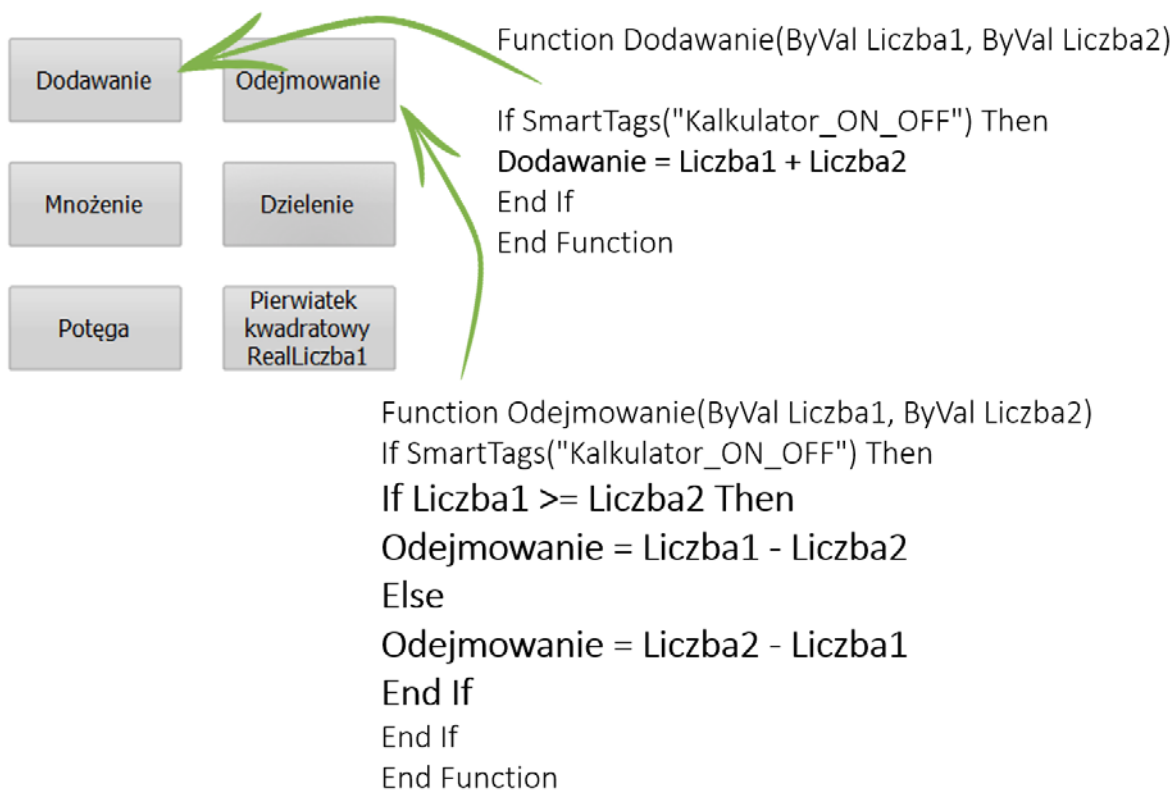 Dodawanie
Odejmowanie
Mnożenie
Dzielenie
Potęga
Pierwiatek
kwadratowy
RealLiczba1
Function Dodawanie(ByVal Liczba1, ByVal Liczba2)
If SmartTags("Kalkulator_ON_OFF") Then
Dodawanie = Liczba1 + Liczba2
End If
End Function
Function Odejmowanie(ByVal Liczba1, ByVal Liczba2)
If SmartTags("Kalkulator_ON_OFF") Then
If Liczba1 >= Liczba2 Then
Odejmowanie = Liczba1 - Liczba2
Else
Odejmowanie = Liczba2 - Liczba1
End If
End If
End Function